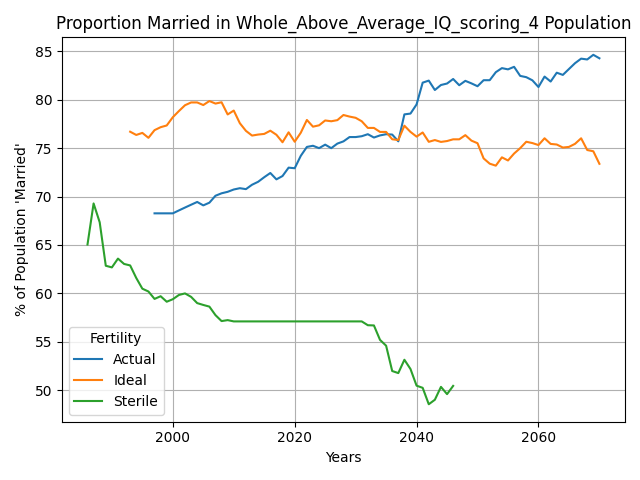 Proportion Married in Whole_Above_Average_IQ_scoring_4 Population
% of Population 'Married'
85
80
75
70
65
60
55
50
Fertility
Actual
Ideal
Sterile
2000 2020 2040 2060
Years